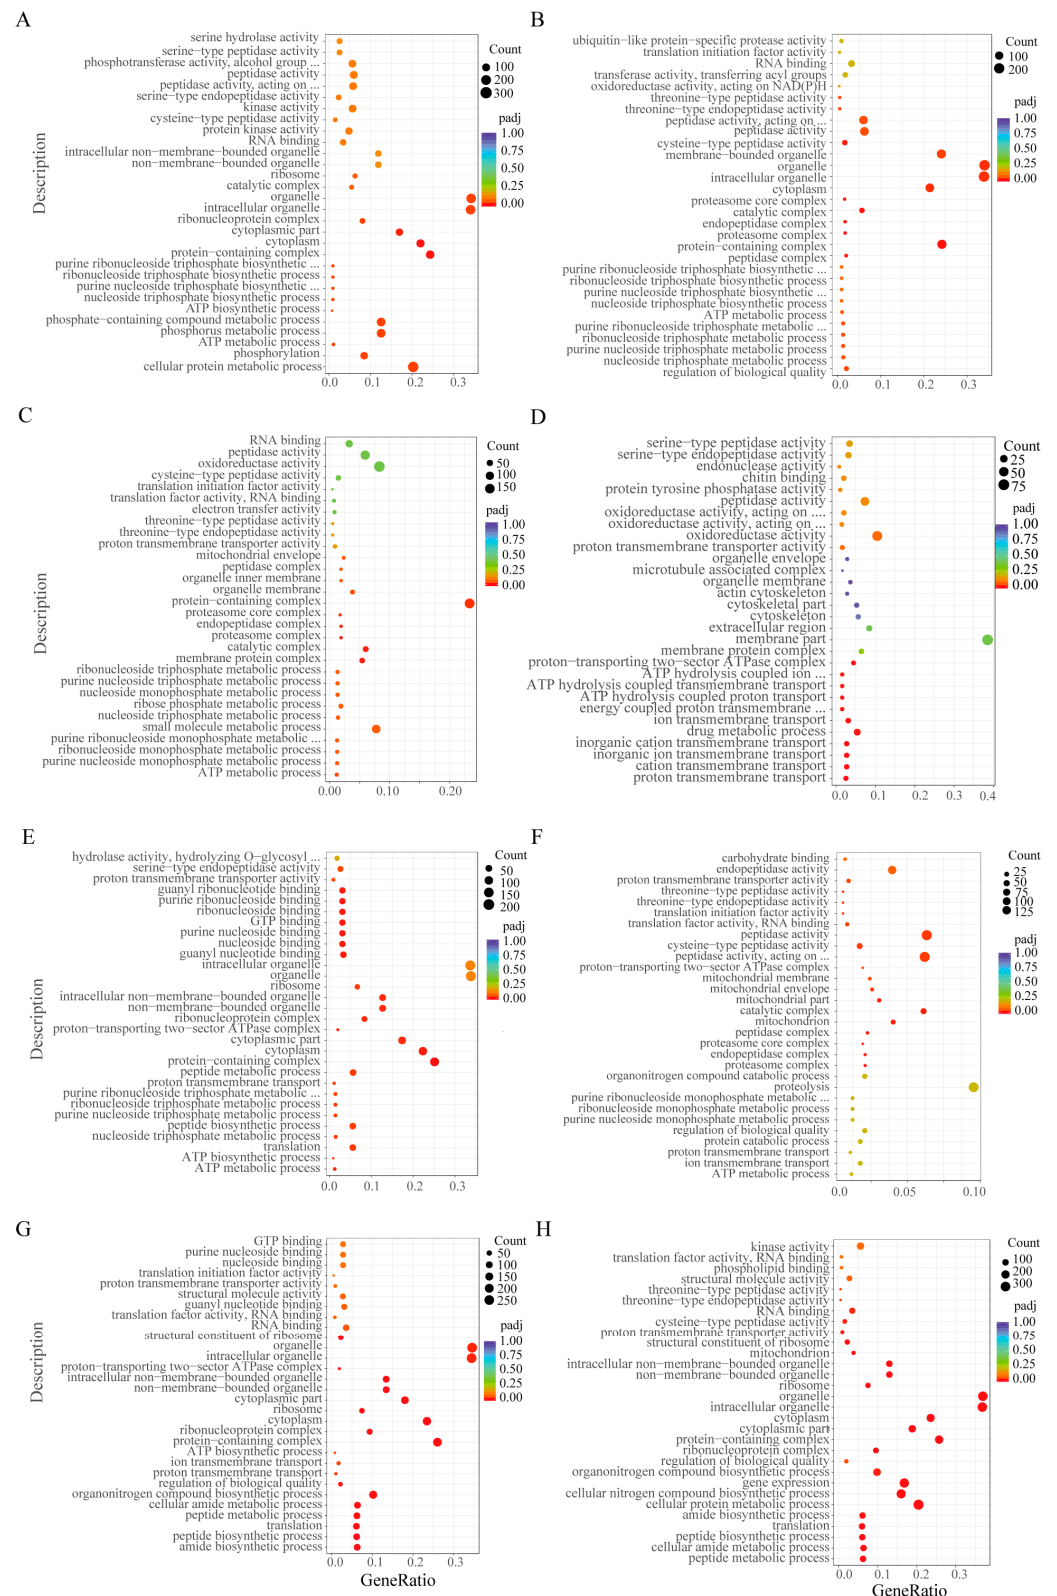 A
serine hydrolase activity
serine−type peptidase activity
phosphotransferase activity, alcohol group ...
peptidase activity
peptidase activity, acting on ...
serine−type endopeptidase activity
kinase activity
cysteine−type peptidase activity
protein kinase activity
RNA binding
intracellular non−membrane−bounded organelle
non−membrane−bounded organelle
ribosome
catalytic complex
organelle
intracellular organelle
ribonucleoprotein complex
cytoplasmic part
cytoplasm
protein−containing complex
purine ribonucleoside triphosphate biosynthetic ...
ribonucleoside triphosphate biosynthetic process
purine nucleoside triphosphate biosynthetic ...
nucleoside triphosphate biosynthetic process
ATP biosynthetic process
phosphate−containing compound metabolic process
phosphorus metabolic process
ATP metabolic process
phosphorylation
cellular protein metabolic process
0.0 0.1 0.2 0.3
Description
Count
100
200
300
padj
1.00
0.75
0.50
0.25
0.00
B
ubiquitin−like protein−specific protease activity
translation initiation factor activity
RNA binding
transferase activity, transferring acyl groups
oxidoreductase activity, acting on NAD(P)H
threonine−type peptidase activity
threonine−type endopeptidase activity
peptidase activity, acting on ...
peptidase activity
cysteine−type peptidase activity
membrane−bounded organelle
organelle
intracellular organelle
cytoplasm
proteasome core complex
catalytic complex
endopeptidase complex
proteasome complex
protein−containing complex
peptidase complex
purine ribonucleoside triphosphate biosynthetic ...
ribonucleoside triphosphate biosynthetic process
purine nucleoside triphosphate biosynthetic ...
nucleoside triphosphate biosynthetic process
ATP metabolic process
purine ribonucleoside triphosphate metabolic ...
ribonucleoside triphosphate metabolic process
purine nucleoside triphosphate metabolic process
nucleoside triphosphate metabolic process
regulation of biological quality
0.0 0.1 0.2 0.3
Count
100
200
padj
1.00
0.75
0.50
0.25
0.00
C
RNA binding
peptidase activity
oxidoreductase activity
cysteine−type peptidase activity
translation initiation factor activity
translation factor activity, RNA binding
electron transfer activity
threonine−type peptidase activity
threonine−type endopeptidase activity
proton transmembrane transporter activity
mitochondrial envelope
peptidase complex
organelle inner membrane
organelle membrane
protein−containing complex
proteasome core complex
endopeptidase complex
proteasome complex
catalytic complex
membrane protein complex
ribonucleoside triphosphate metabolic process
purine nucleoside triphosphate metabolic process
nucleoside monophosphate metabolic process
ribose phosphate metabolic process
nucleoside triphosphate metabolic process
small molecule metabolic process
purine ribonucleoside monophosphate metabolic ...
ribonucleoside monophosphate metabolic process
purine nucleoside monophosphate metabolic process
ATP metabolic process
0.0 0.10 0.20
Description
Count
50
100
150
padj
1.00
0.75
0.50
0.25
0.00
D
serine−type peptidase activity
serine−type endopeptidase activity
endonuclease activity
chitin binding
protein tyrosine phosphatase activity
peptidase activity
oxidoreductase activity, acting on ....
oxidoreductase activity, acting on ...
oxidoreductase activity
proton transmembrane transporter activity
organelle envelope
microtubule associated complex
organelle membrane
actin cytoskeleton
cytoskeletal part
cytoskeleton
extracellular region
membrane part
membrane protein complex
proton−transporting two−sector ATPase complex
ATP hydrolysis coupled ion ...
ATP hydrolysis coupled transmembrane transport
ATP hydrolysis coupled proton transport
energy coupled proton transmembrane ...
ion transmembrane transport
drug metabolic process
inorganic cation transmembrane transport
inorganic ion transmembrane transport
cation transmembrane transport
proton transmembrane transport
0.0 0.1 0.2 0.3 0.4
Count
25
50
75
padj
1.00
0.75
0.50
0.25
0.00
E
hydrolase activity, hydrolyzing O−glycosyl ...
serine−type endopeptidase activity
proton transmembrane transporter activity
guanyl ribonucleotide binding
purine ribonucleoside binding
ribonucleoside binding
GTP binding
purine nucleoside binding
nucleoside binding
guanyl nucleotide binding
intracellular organelle
organelle
ribosome
intracellular non−membrane−bounded organelle
non−membrane−bounded organelle
ribonucleoprotein complex
proton−transporting two−sector ATPase complex
cytoplasmic part
cytoplasm
protein−containing complex
peptide metabolic process
proton transmembrane transport
purine ribonucleoside triphosphate metabolic ...
ribonucleoside triphosphate metabolic process
purine nucleoside triphosphate metabolic process
peptide biosynthetic process
nucleoside triphosphate metabolic process
translation
ATP biosynthetic process
ATP metabolic process
0.0 0.1 0.2 0.3
Description
Count
50
100
150
200
padj
1.00
0.75
0.50
0.25
0.00
F
carbohydrate binding
endopeptidase activity
proton transmembrane transporter activity
threonine−type peptidase activity
threonine−type endopeptidase activity
translation initiation factor activity
translation factor activity, RNA binding
peptidase activity
cysteine−type peptidase activity
peptidase activity, acting on ...
proton−transporting two−sector ATPase complex
mitochondrial membrane
mitochondrial envelope
mitochondrial part
catalytic complex
mitochondrion
peptidase complex
proteasome core complex
endopeptidase complex
proteasome complex
organonitrogen compound catabolic process
proteolysis
purine ribonucleoside monophosphate metabolic ...
ribonucleoside monophosphate metabolic process
purine nucleoside monophosphate metabolic process
regulation of biological quality
protein catabolic process
proton transmembrane transport
ion transmembrane transport
ATP metabolic process
0.0 0.05 0.10
Count
25
50
75
100
125
padj
1.00
0.75
0.50
0.25
0.00
G
GTP binding
purine nucleoside binding
nucleoside binding
translation initiation factor activity
proton transmembrane transporter activity
structural molecule activity
guanyl nucleotide binding
translation factor activity, RNA binding
RNA binding
structural constituent of ribosome
organelle
intracellular organelle
proton−transporting two−sector ATPase complex
intracellular non−membrane−bounded organelle
non−membrane−bounded organelle
cytoplasmic part
ribosome
cytoplasm
ribonucleoprotein complex
protein−containing complex
ATP biosynthetic process
ion transmembrane transport
proton transmembrane transport
regulation of biological quality
organonitrogen compound biosynthetic process
cellular amide metabolic process
peptide metabolic process
translation
peptide biosynthetic process
amide biosynthetic process
0.0 0.1 0.2 0.3
GeneRatio
Description
Count
50
100
150
200
250
padj
1.00
0.75
0.50
0.25
0.00
H
kinase activity
translation factor activity, RNA binding
phospholipid binding
structural molecule activity
threonine−type peptidase activity
threonine−type endopeptidase activity
RNA binding
cysteine−type peptidase activity
proton transmembrane transporter activity
structural constituent of ribosome
mitochondrion
intracellular non−membrane−bounded organelle
non−membrane−bounded organelle
ribosome
organelle
intracellular organelle
cytoplasm
cytoplasmic part
protein−containing complex
ribonucleoprotein complex
regulation of biological quality
organonitrogen compound biosynthetic process
gene expression
cellular nitrogen compound biosynthetic process
cellular protein metabolic process
amide biosynthetic process
translation
peptide biosynthetic process
cellular amide metabolic process
peptide metabolic process
0.0 0.1 0.2 0.3
GeneRatio
Count
100
200
300
padj
1.00
0.75
0.50
0.25
0.00